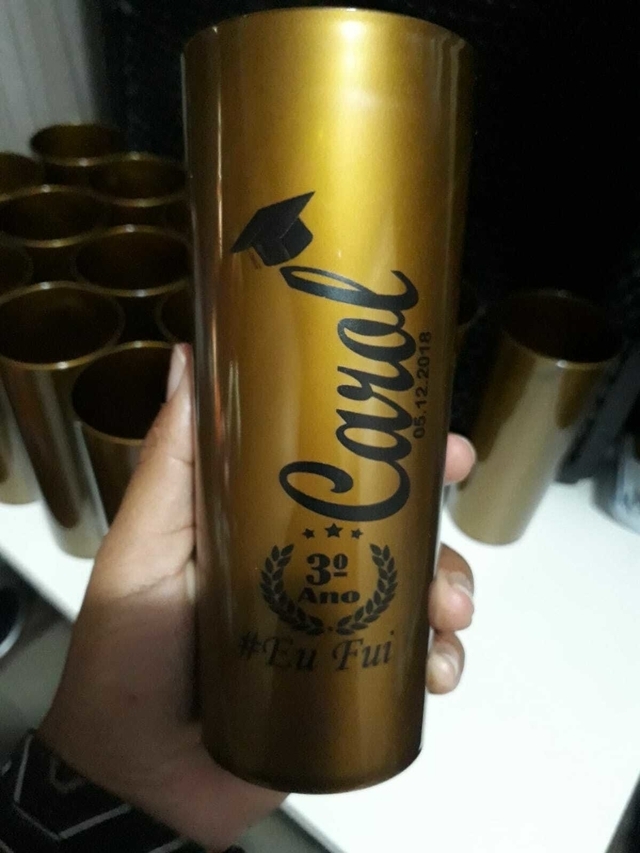 Carol
05.12.2018
3º
Ano
#Eu Fui